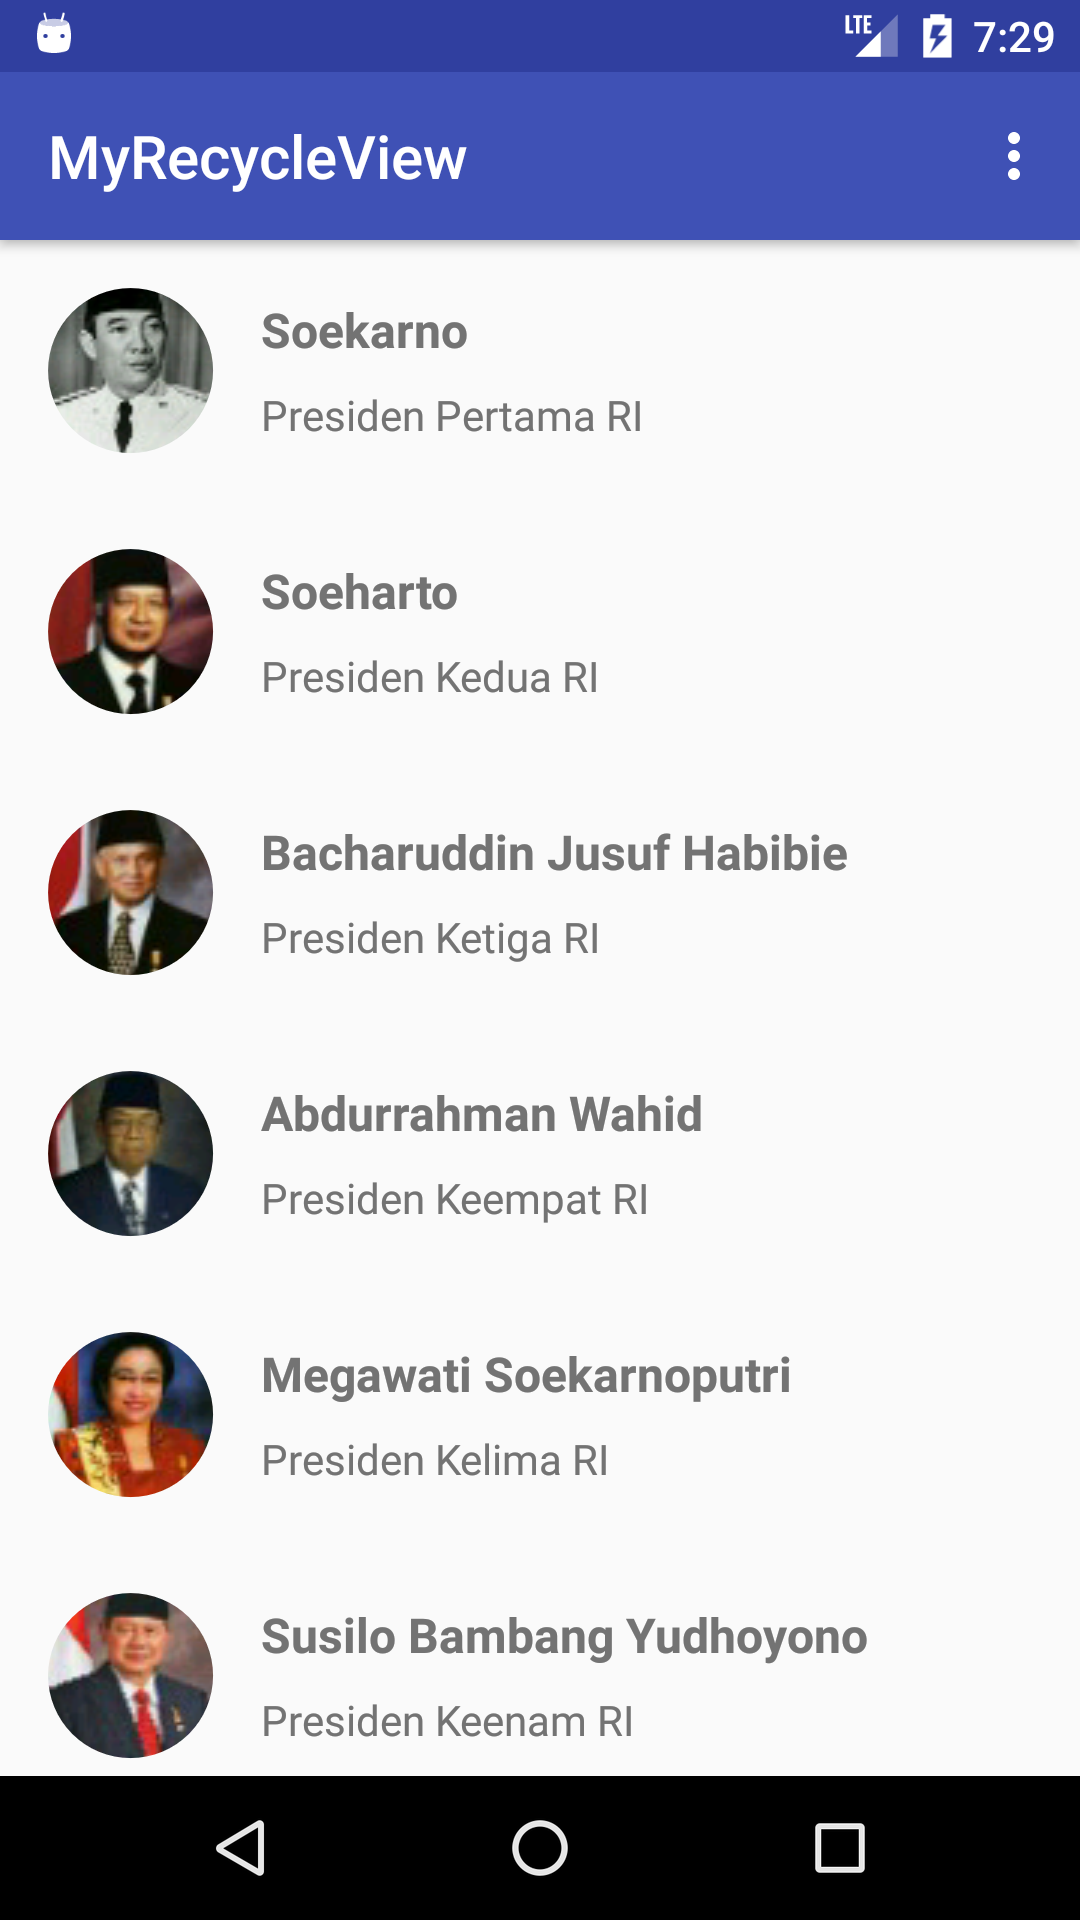 LTE 7:29
MyRecycleView
Soekarno
Presiden Pertama RI
Soeharto
Presiden Kedua RI
Bacharuddin Jusuf Habibie
Presiden Ketiga RI
Abdurrahman Wahid
Presiden Keempat RI
Megawati Soekarnoputri
Presiden Kelima RI
Susilo Bambang Yudhoyono
Presiden Keenam RI